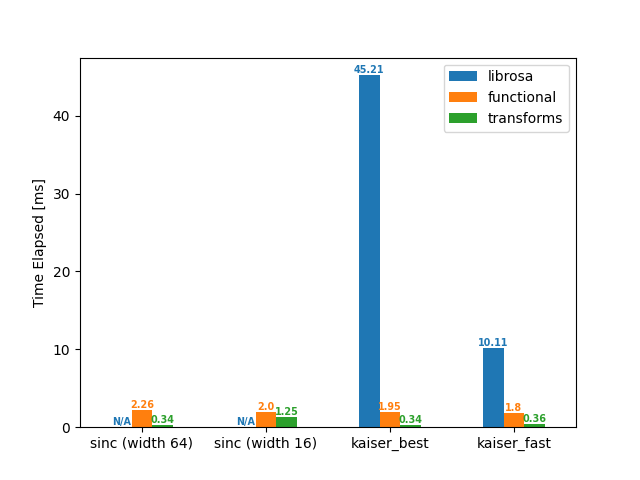 45.21
librosa
functional
transforms
40
30
20
10
0
Time Elapsed [ms]
10.11
N/A 2.26 0.34
N/A 2.0 1.25
1.95 0.34
1.8 0.36
sinc (width 64) sinc (width 16) kaiser_best kaiser_fast